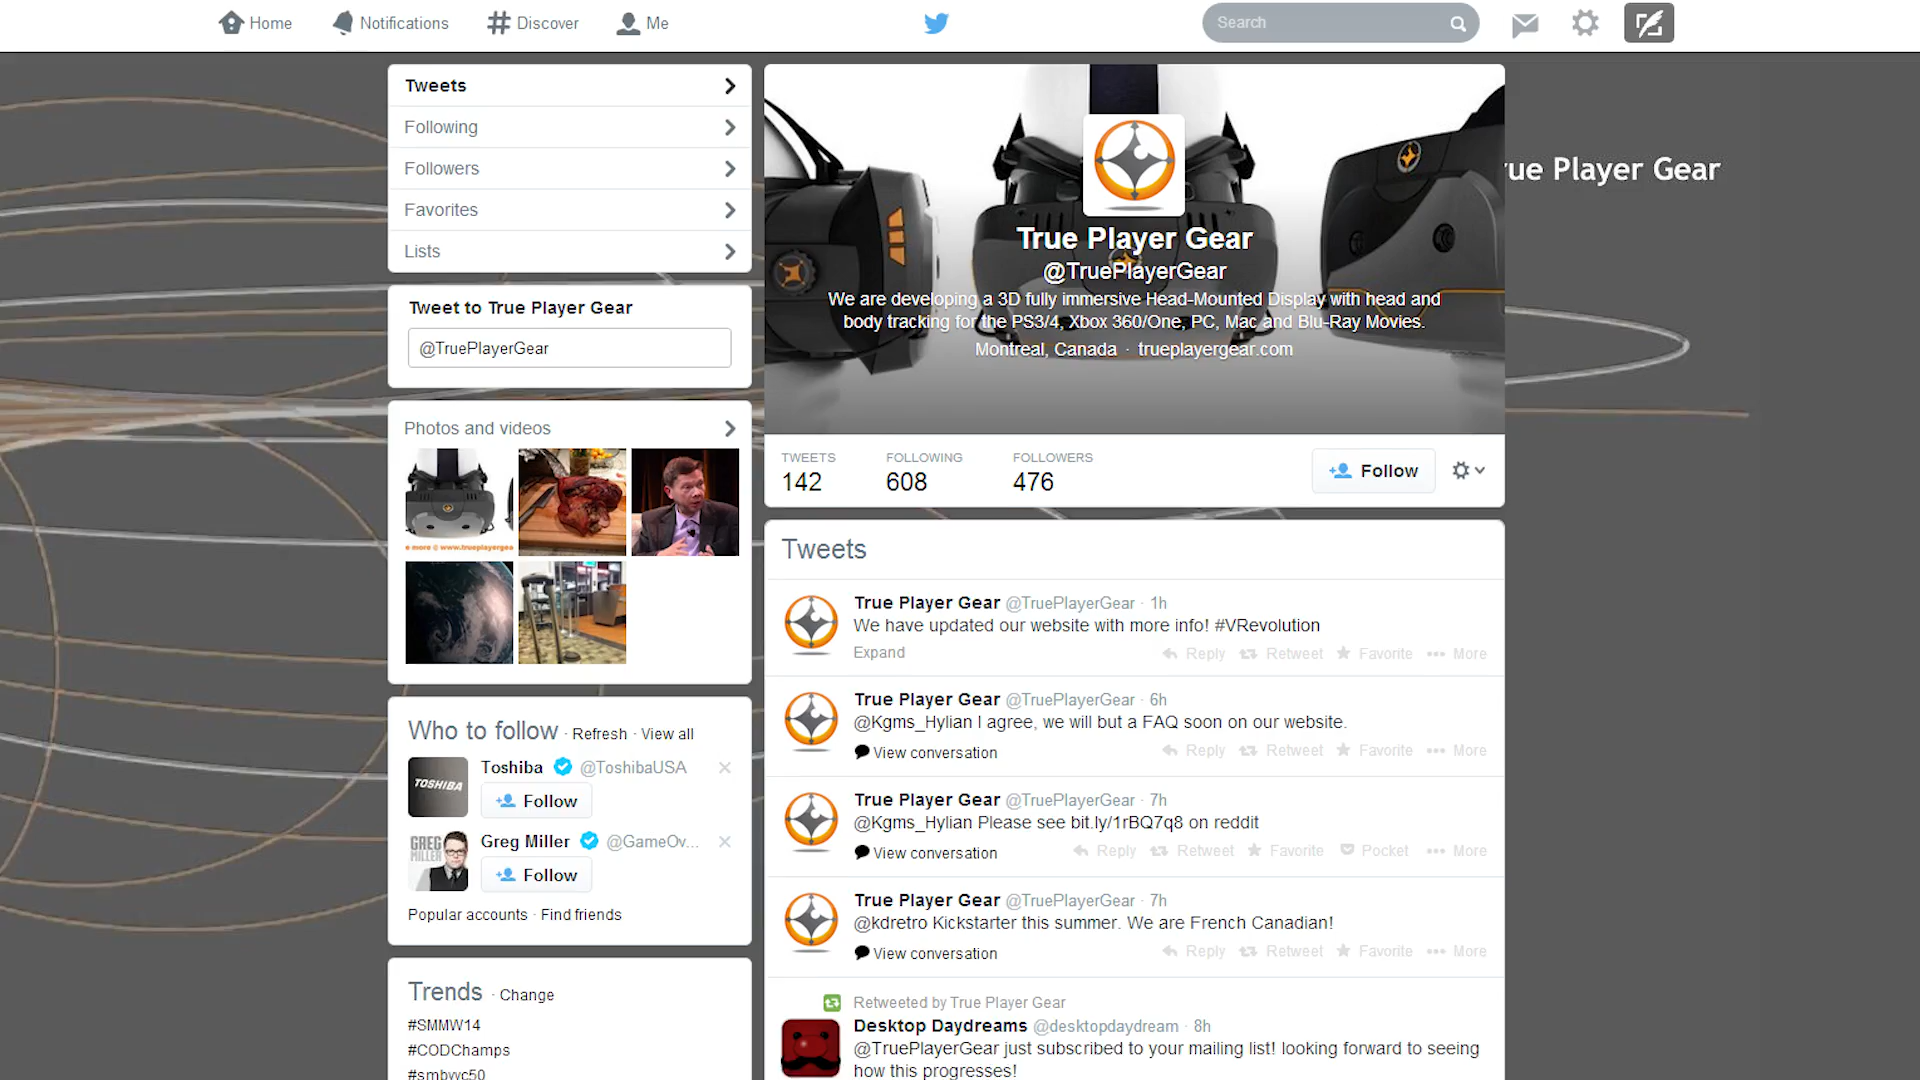 Home
Notifications
Discover
Me
Search
Tweets
Following
Followers
Favorites
Lists
Tweet to True Player Gear
@TruePlayerGear
Photos and videos
Who to follow · Refresh · View all
TOSHIBA
Toshiba @ToshibaUSA
Follow
GREG
MILLER
Greg Miller @GameOv...
Follow
Popular accounts · Find friends
Trends · Change
#SMMW14
#CODChamps
#smbwc50
rue Player Gear
True Player Gear
@TruePlayerGear
We are developing a 3D fully immersive Head-Mounted Display with head and
body tracking for the PS3/4, Xbox 360/One, PC, Mac and Blu-Ray Movies.
Montreal, Canada · trueplayergear.com
TWEETS
142
FOLLOWING
608
FOLLOWERS
476
Follow
Tweets
True Player Gear @TruePlayerGear · 1h
We have updated our website with more info! #VRevolution
Expand
Reply Retweet Favorite More
True Player Gear @TruePlayerGear · 6h
@Kgms_Hylian I agree, we will but a FAQ soon on our website.
View conversation
Reply Retweet Favorite More
True Player Gear @TruePlayerGear · 7h
@Kgms_Hylian Please see bit.ly/1rBQ7q8 on reddit
View conversation
Reply Retweet Favorite Pocket More
True Player Gear @TruePlayerGear · 7h
@kdretro Kickstarter this summer. We are French Canadian!
View conversation
Reply Retweet Favorite More
Retweeted by True Player Gear
Desktop Daydreams @desktopdaydream · 8h
@TruePlayerGear just subscribed to your mailing list! looking forward to seeing
how this progresses!